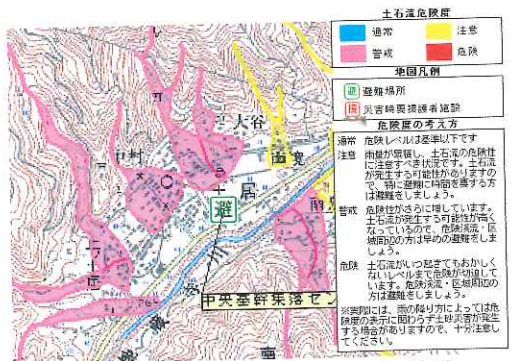 土石流危険度
通常
注意
警戒
危険
地図凡例
避 避難場所
援 災害時要援護者施設
危険度の考え方
通常 危険レベルは基準以下です
注意 雨量が累積し、土石流の危険性
に注意すべき状況です。土石流
が発生する可能性がありますの
で、特に避難に時間を要する方
は避難をしましょう。
警戒 危険性がさらに増しています。
土石流が発生する可能性が高く
なっているので、危険渓流・区
域周辺の方は早めの避難をしま
しょう。
危険 土石流がいつ起きてもおかしく
ないレベルまで危険が切迫して
います。危険渓流・区域周辺の
方は避難をしましょう。
※実際には、雨の降り方によっては危
険度の表示に関わらず土砂災害が発生
する場合がありますので、十分注意し
てください。
大谷
中村
土居
避
中央基幹集落セン